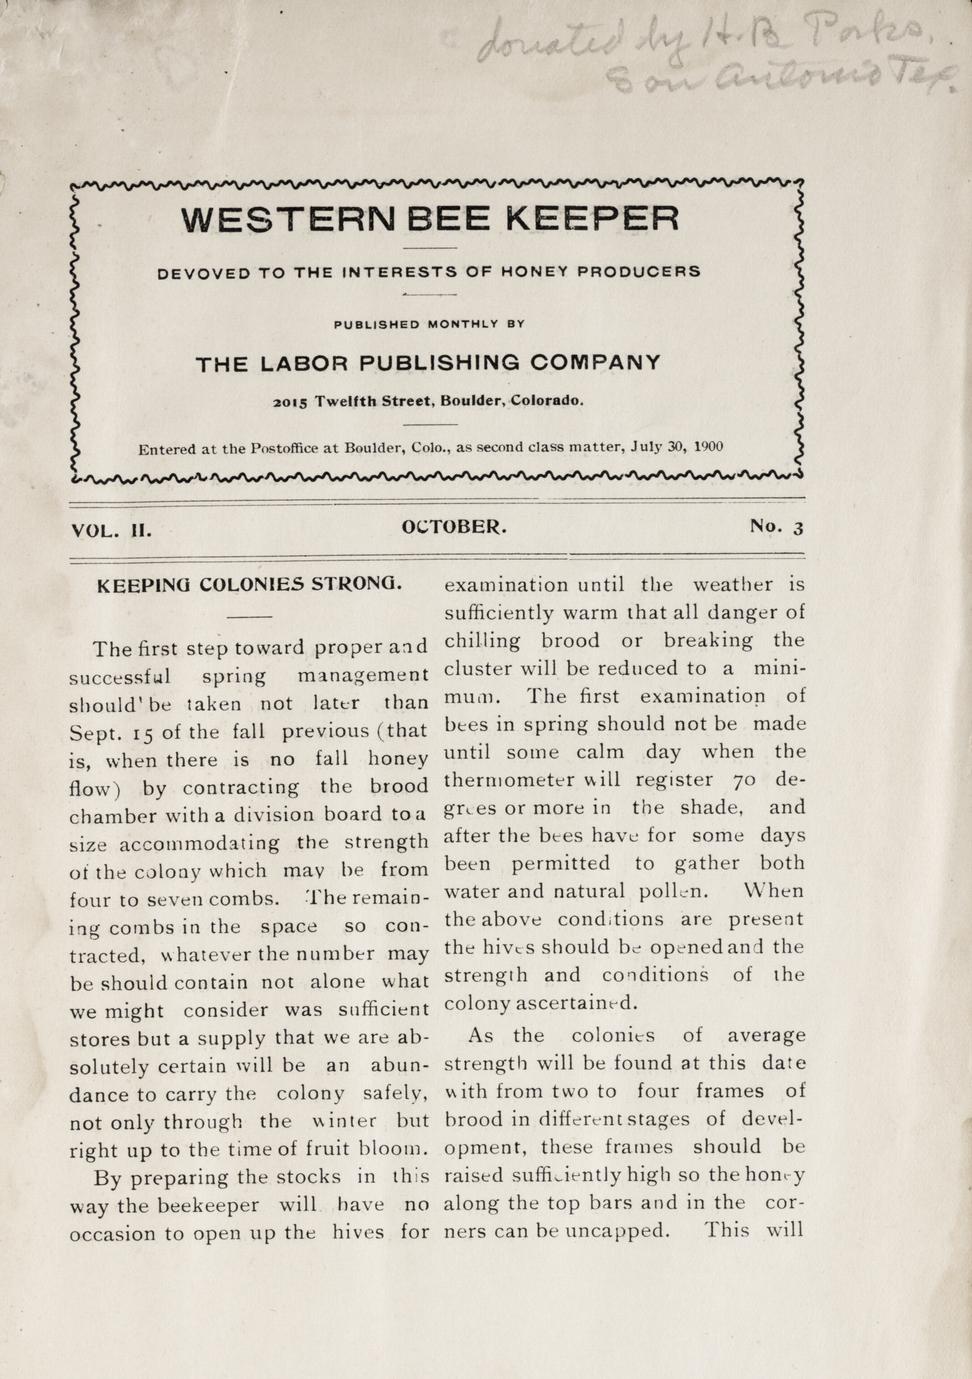 donated by H. B. Parks,
San Antonio Tex.
WESTERN BEE KEEPER
DEVOVED TO THE INTERESTS OF HONEY PRODUCERS
PUBLISHED MONTHLY BY
THE LABOR PUBLISHING COMPANY
2015 Twelfth Street, Boulder, Colorado.
Entered at the Postoffice at Boulder, Colo., as second class matter, July 30, 1900
VOL. II.
OCTOBER.
No. 3
KEEPING COLONIES STRONG.
The first step toward proper and
successful spring management
should' be taken not later than
Sept. 15 of the fall previous (that
is, when there is no fall honey
flow) by contracting the brood
chamber with a division board to a
size accommodating the strength
of the colony which may be from
four to seven combs. The remain-
ing combs in the space so con-
tracted, whatever the number may
be should contain not alone what
we might consider was sufficient
stores but a supply that we are ab-
solutely certain will be an abun-
dance to carry the colony safely,
not only through the winter but
right up to the time of fruit bloom.
By preparing the stocks in this
way the beekeeper will have no
occasion to open up the hives for
examination until the weather is
sufficiently warm that all danger of
chilling brood or breaking the
cluster will be reduced to a mini-
mum. The first examination of
bees in spring should not be made
until some calm day when the
thermometer will register 70 de-
grees or more in the shade, and
after the bees have for some days
been permitted to gather both
water and natural pollen. When
the above conditions are present
the hives should be opened and the
strength and conditions of the
colony ascertained.
As the colonies of average
strength will be found at this date
with from two to four frames of
brood in different stages of devel-
opment, these frames should be
raised sufficiently high so the honey
along the top bars and in the cor-
ners can be uncapped. This will